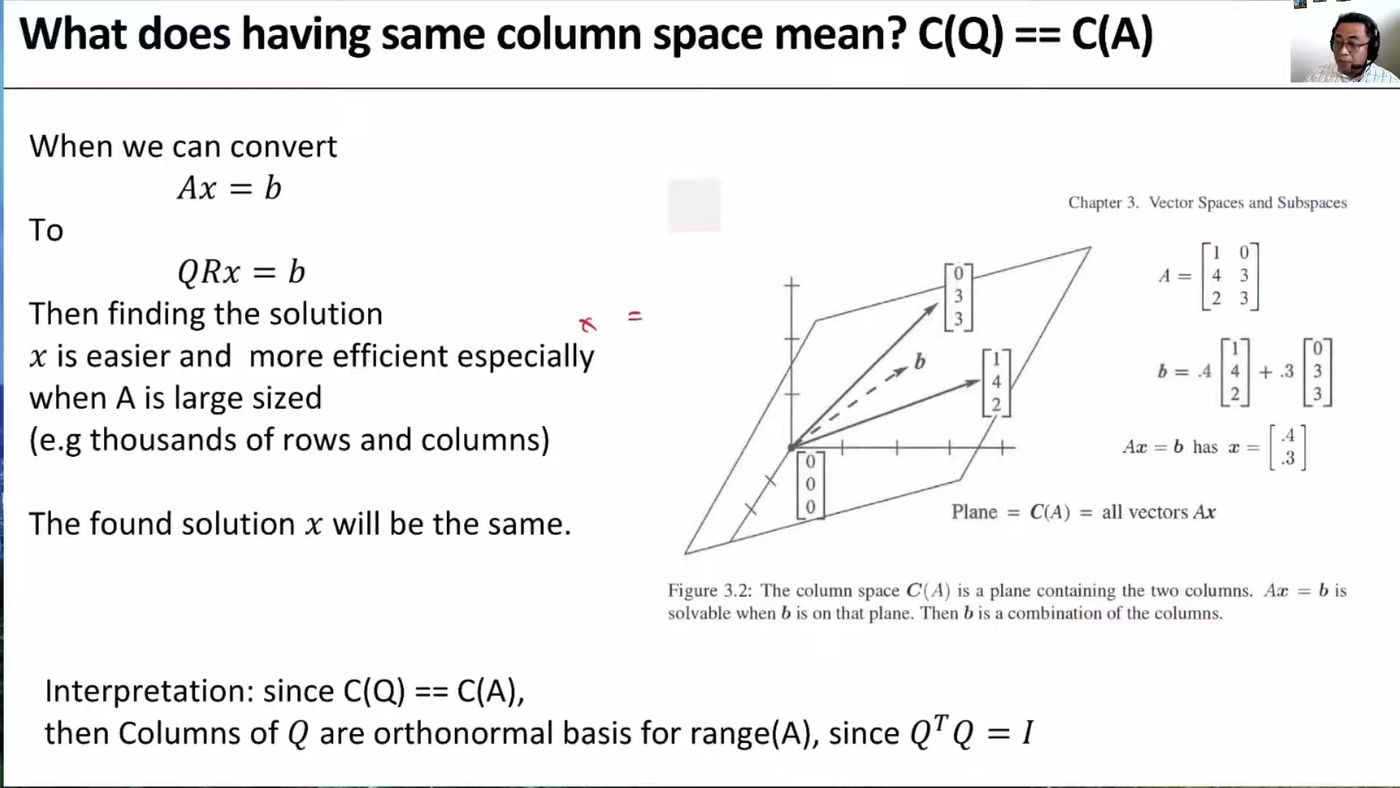 What does having same column space mean? C(Q) == C(A)
When we can convert
Ax = b
To
QRx = b
Then finding the solution
x is easier and more efficient especially
when A is large sized
(e.g thousands of rows and columns)
The found solution x will be the same.
x =
Chapter 3. Vector Spaces and Subspaces
[0 3 3]
b
[1 4 2]
[0 0 0]
A = [1 0
4 3
2 3]
b = .4 [1 4 2] + .3 [0 3 3]
Ax = b has x = [.4 .3]
Plane = C(A) = all vectors Ax
Figure 3.2: The column space C(A) is a plane containing the two columns. Ax = b is
solvable when b is on that plane. Then b is a combination of the columns.
Interpretation: since C(Q) == C(A),
then Columns of Q are orthonormal basis for range(A), since QᵀQ = I